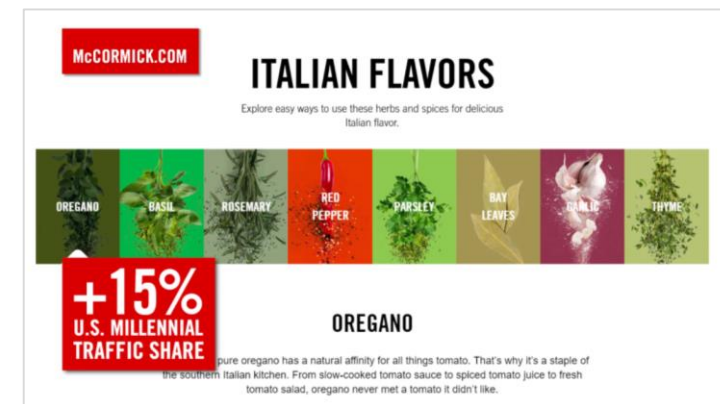 McCORMICK.COM
ITALIAN FLAVORS
Explore easy ways to use these herbs and spices for delicious
Italian flavor.
OREGANO
BASIL
ROSEMARY
RED
PEPPER
PARSLEY
BAY
LEAVES
GARLIC
THYME
+15%
U.S. MILLENNIAL
TRAFFIC SHARE
OREGANO
pure oregano has a natural affinity for all things tomato. That's why it's a staple of
the southern Italian kitchen. From slow-cooked tomato sauce to spiced tomato juice to fresh
tomato salad, oregano never met a tomato it didn't like.